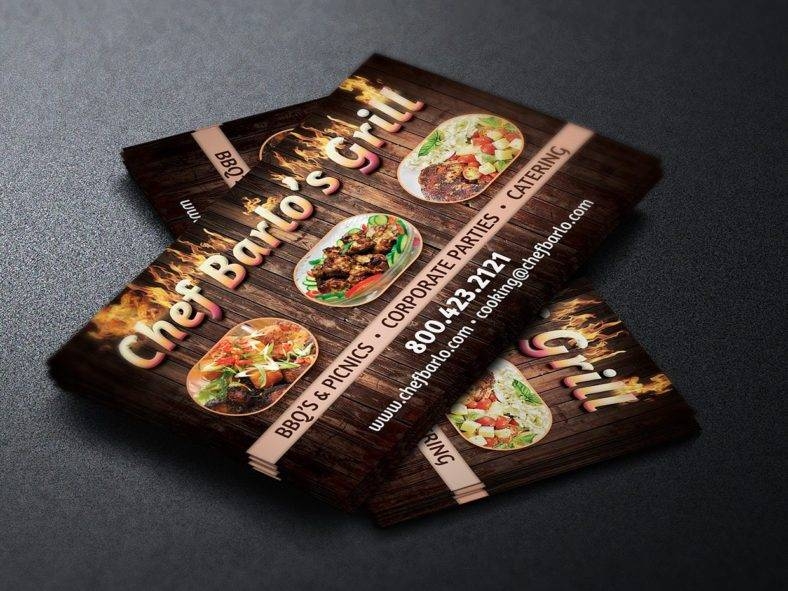 BBQ
ww.
Chef Barlo's Grill
BBQ'S & PICNICS • CORPORATE PARTIES • CATERING
800.423.2121
www.chefbarlo.com · cooking@chefbarlo.com
Grill
ERING